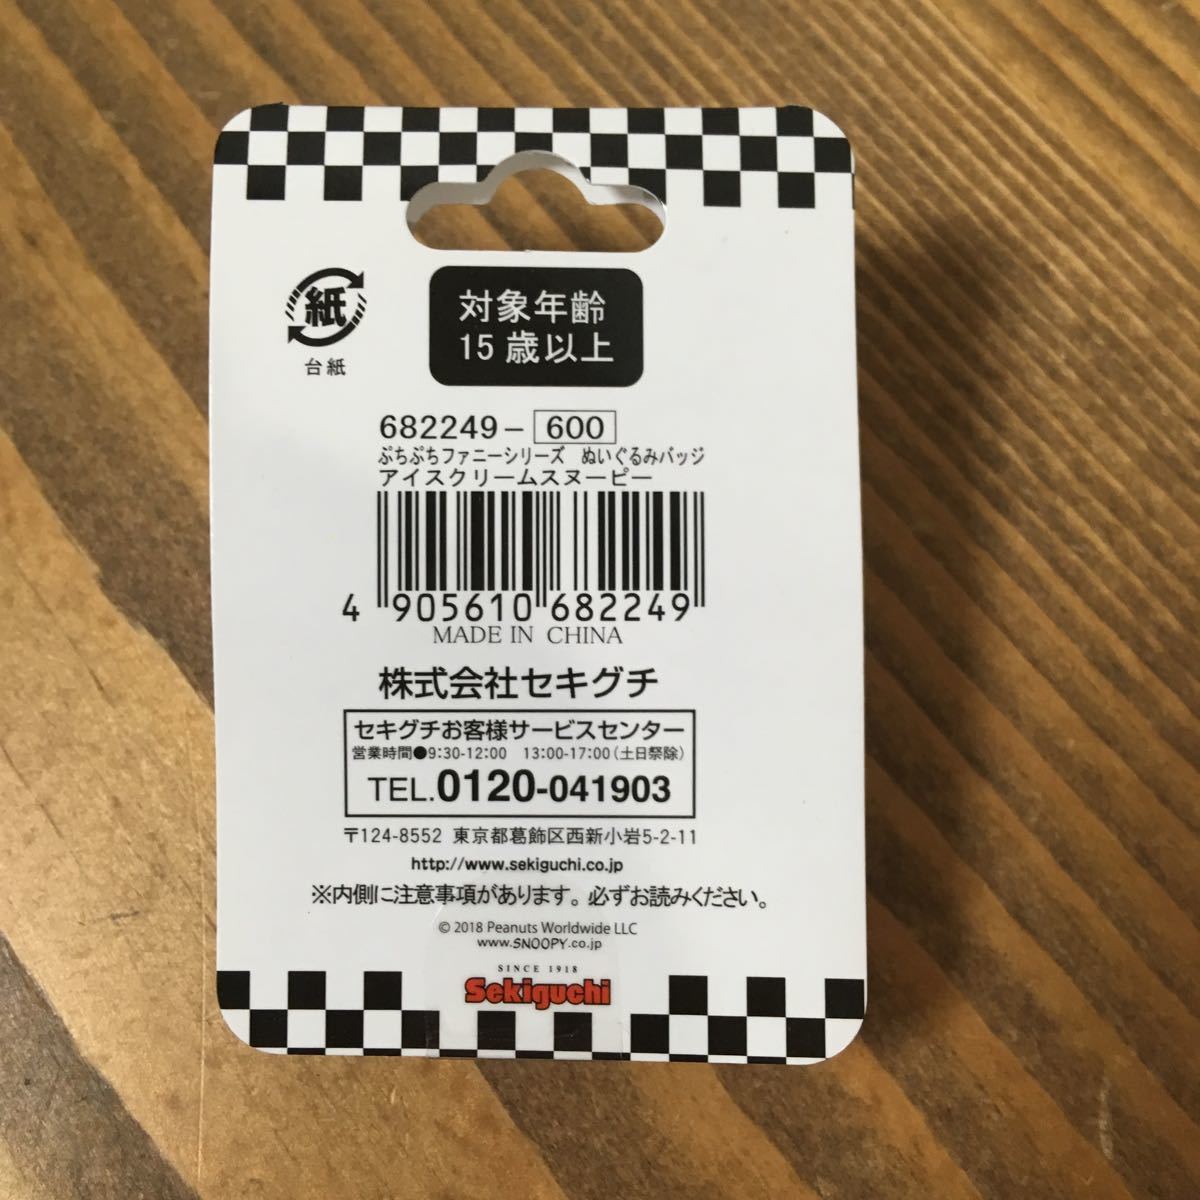 紙
台紙
対象年齢
15歳以上
682249- 600
ぷちぷちファニーシリーズ ぬいぐるみバッジ
アイスクリームスヌーピー
4 905610 682249
MADE IN CHINA
株式会社セキグチ
セキグチお客様サービスセンター
営業時間●9:30-12:00 13:00-17:00(土日祭除)
TEL.0120-041903
〒124-8552 東京都葛飾区西新小岩5-2-11
http://www.sekiguchi.co.jp
※内側に注意事項があります。必ずお読みください。
© 2018 Peanuts Worldwide LLC
www.SNOOPY.co.jp
SINCE 1918
Sekiguchi